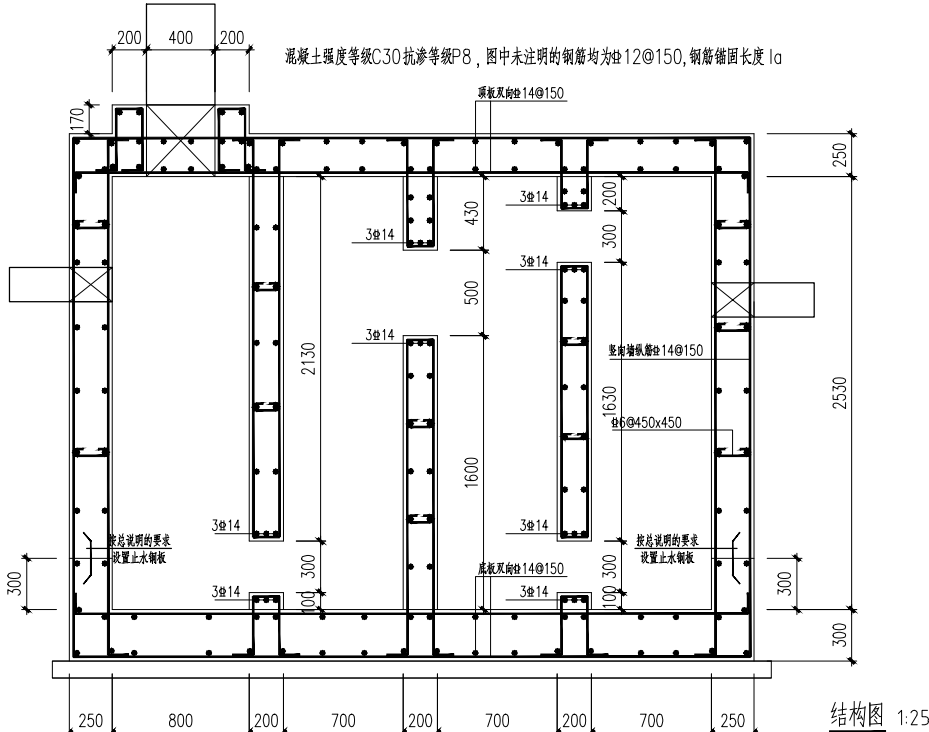 200 400 200
混凝土强度等级C30抗渗等级P8，图中未注明的钢筋均为⌀12@150,钢筋锚固长度 la
顶板双向⌀14@150
170
250
200
3⌀14
3⌀14
430
300
3⌀14
3⌀14
500
3⌀14
2130
竖向墙纵筋⌀14@150
1630
2530
⌀6@450x450
1600
3⌀14
3⌀14
按总说明的要求
设置止水钢板
按总说明的要求
设置止水钢板
300
300
底板双向⌀14@150
300
300
3⌀14
3⌀14
100
100
300
250 800 200 700 200 700 200 700 250
结构图 1:25